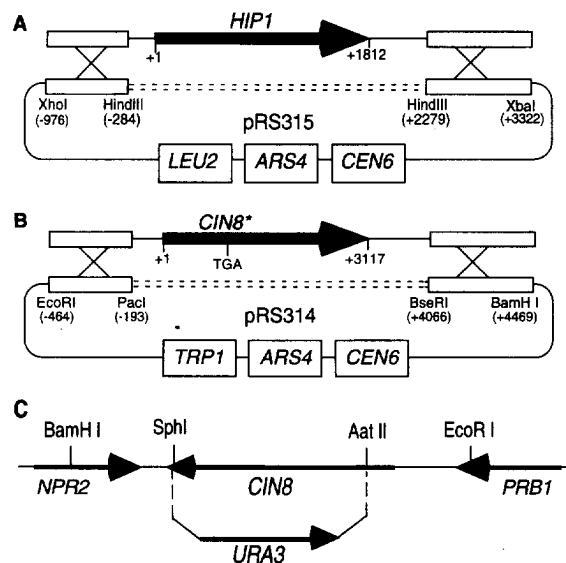 A
HIP1
+1
+1812
XhoI HindIII HindIII XbaI
(-976) (-284) (+2279) (+3322)
pRS315
LEU2 ARS4 CEN6
B
CIN8*
+1
TGA
+3117
EcoRI PacI BseRI BamH I
(-464) (-193) (+4066) (+4469)
pRS314
TRP1 ARS4 CEN6
C
BamH I SphI Aat II EcoR I
NPR2 CIN8 PRB1
URA3